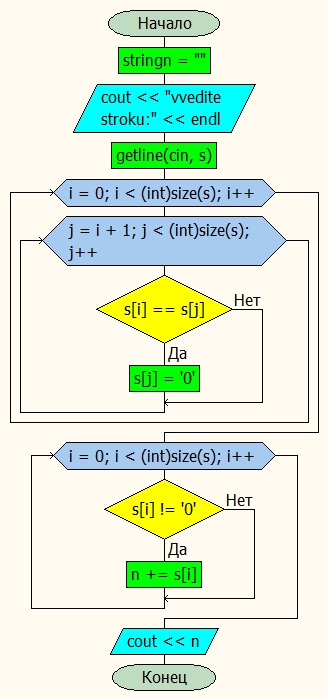 Начало
stringn = ""
cout << "vvedite
stroku:" << endl
getline(cin, s)
i = 0; i < (int)size(s); i++
j = i + 1; j < (int)size(s);
j++
s[i] == s[j]
Нет
Да
s[j] = '0'
i = 0; i < (int)size(s); i++
s[i] != '0'
Нет
Да
n += s[i]
cout << n
Конец